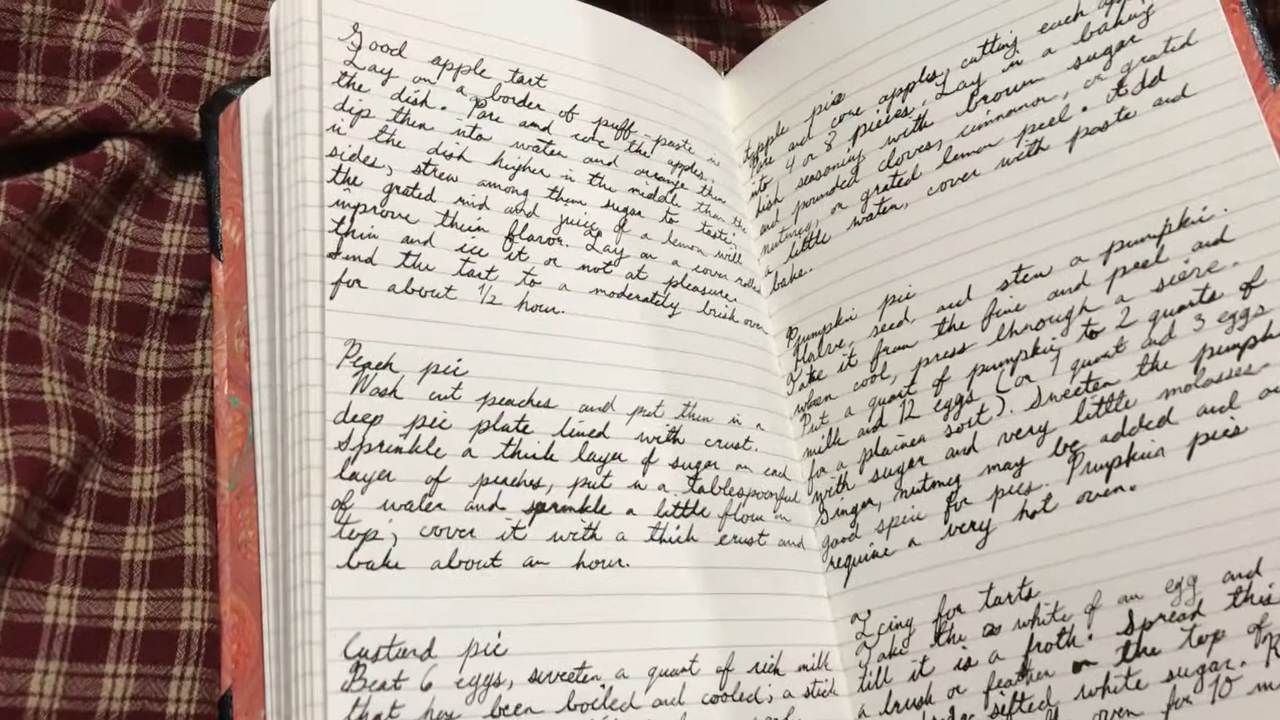 Good apple tart
Lay on a border of puff-paste in
the dish. Pare and core the apples,
dip then into water and arrange then
in the dish higher in the middle than the
sides, strew among them sugar to taste;
the grated rind and juice of a lemon will
improve their flavor. Lay on a cover rolled
thin and ice it or not at pleasure.
Send the tart to a moderately brisk oven
for about 1/2 hour.
Peach pie
Wash cut peaches and put then in a
deep pie plate lined with crust.
Sprinkle a thick layer of sugar on each
layer of peaches, put in a tablespoonful
of water and sprinkle a little flour on
top; cover it with a thick crust and
bake about an hour.
Custard pie
Beat 6 eggs, sweeten a quart of rich milk
that has been boiled and cooled; a stick
Apple pie
Pare and core apples, cutting each
into 4 or 8 pieces; Lay in a baking
dish seasoning with brown sugar
and pounded cloves, cinnamon, or grated
nutmeg, or grated lemon peel. Add
a little water, cover with paste and
bake.
Pumpkin pie
Halve, seed, and stew a pumpkin.
Take it from the fire and peel and
when cool, press through a sieve.
Put a quart of pumpkin to 2 quarts of
milk and 12 eggs (or 1 quart and 3 eggs
for a plainer sort). Sweeten the
with sugar and very little molasses.
Ginger, nutmeg may be added and
good spice for pies. Pumpkin pies
require a very hot oven.
Icing for tarts
Take the white of an egg and
till it is a froth. Spread this
a brush or feather on the top of
sifted white sugar.
oven for 10